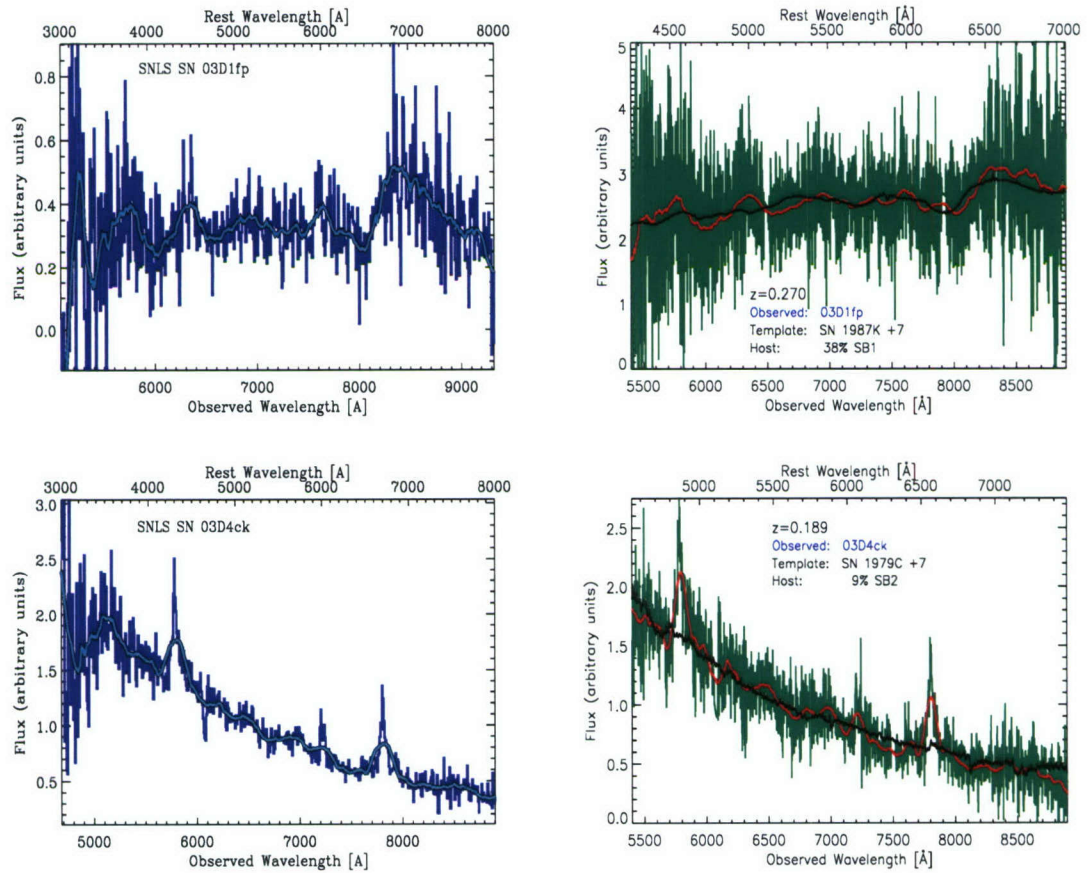 Rest Wavelength [A]
3000 4000 5000 6000 7000 8000
SNLS SN 03D1fp
Flux (arbitrary units)
0.8
0.6
0.4
0.2
0.0
6000 7000 8000 9000
Observed Wavelength [A]
Rest Wavelength [Å]
4500 5000 5500 6000 6500 7000
Flux (arbitrary units)
5
4
3
2
1
0
z=0.270
Observed: 03D1fp
Template: SN 1987K +7
Host: 38% SB1
5500 6000 6500 7000 7500 8000 8500
Observed Wavelength [Å]
Rest Wavelength [A]
3000 4000 5000 6000 7000 8000
SNLS SN 03D4ck
Flux (arbitrary units)
3.0
2.5
2.0
1.5
1.0
0.5
5000 6000 7000 8000
Observed Wavelength [A]
Rest Wavelength [Å]
5000 5500 6000 6500 7000
Flux (arbitrary units)
2.5
2.0
1.5
1.0
0.5
0.0
z=0.189
Observed: 03D4ck
Template: SN 1979C +7
Host: 9% SB2
5500 6000 6500 7000 7500 8000 8500
Observed Wavelength [Å]